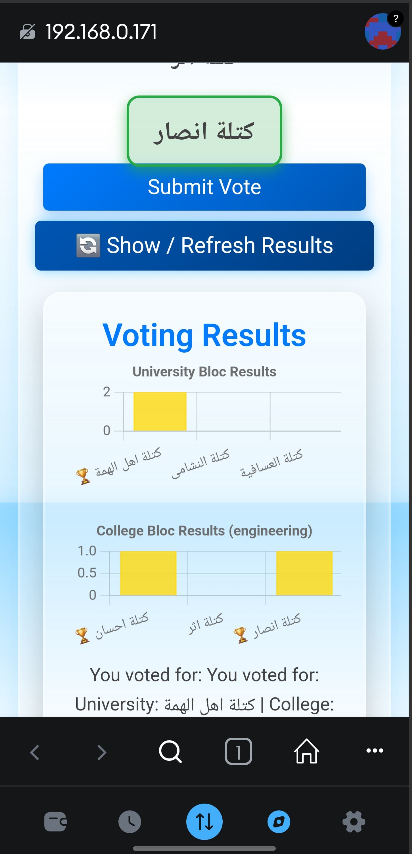 192.168.0.171
?
كتلة انصار
Submit Vote
🔄 Show / Refresh Results
Voting Results
University Bloc Results
2
0
🏆 كتلة اهل الهمة
كتلة النشامى
كتلة العسافية
College Bloc Results (engineering)
1.0
0.5
0
🏆 كتلة احسان
كتلة اثر
🏆 كتلة انصار
You voted for: You voted for:
University: كتلة اهل الهمة | College:
1